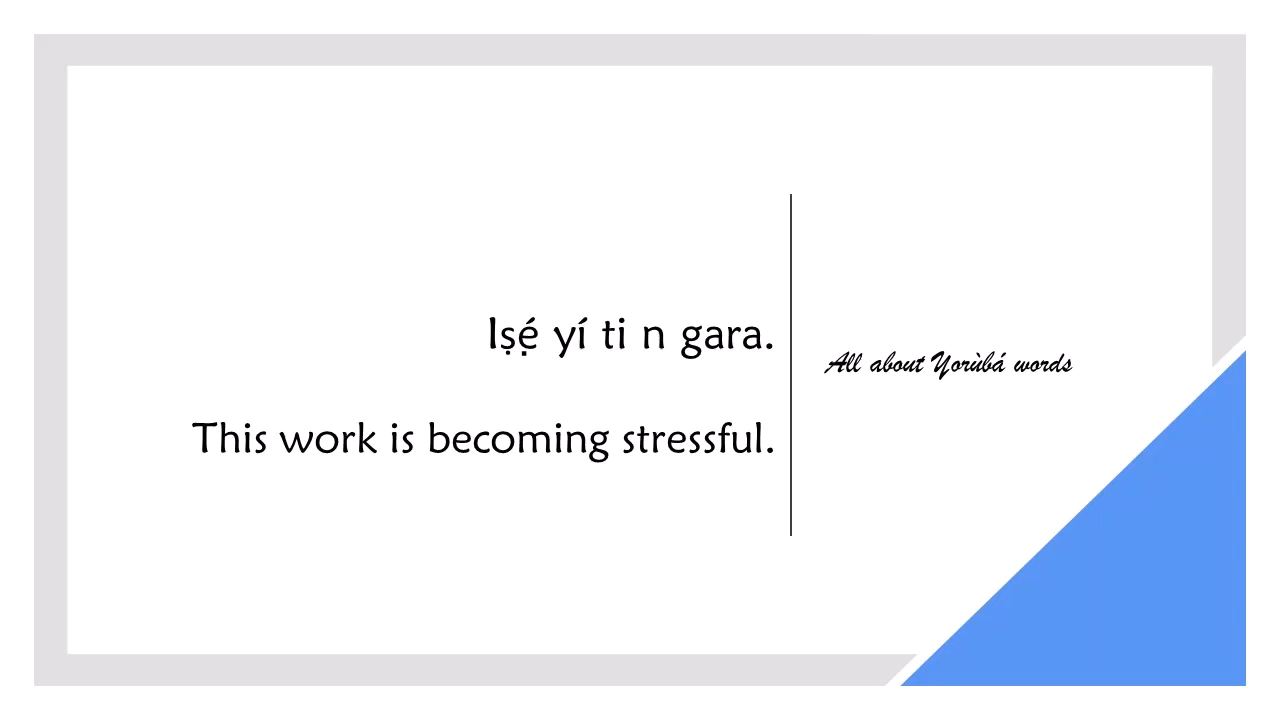 Iṣẹ́ yí ti n gara.
This work is becoming stressful.
All about Yorùbá words